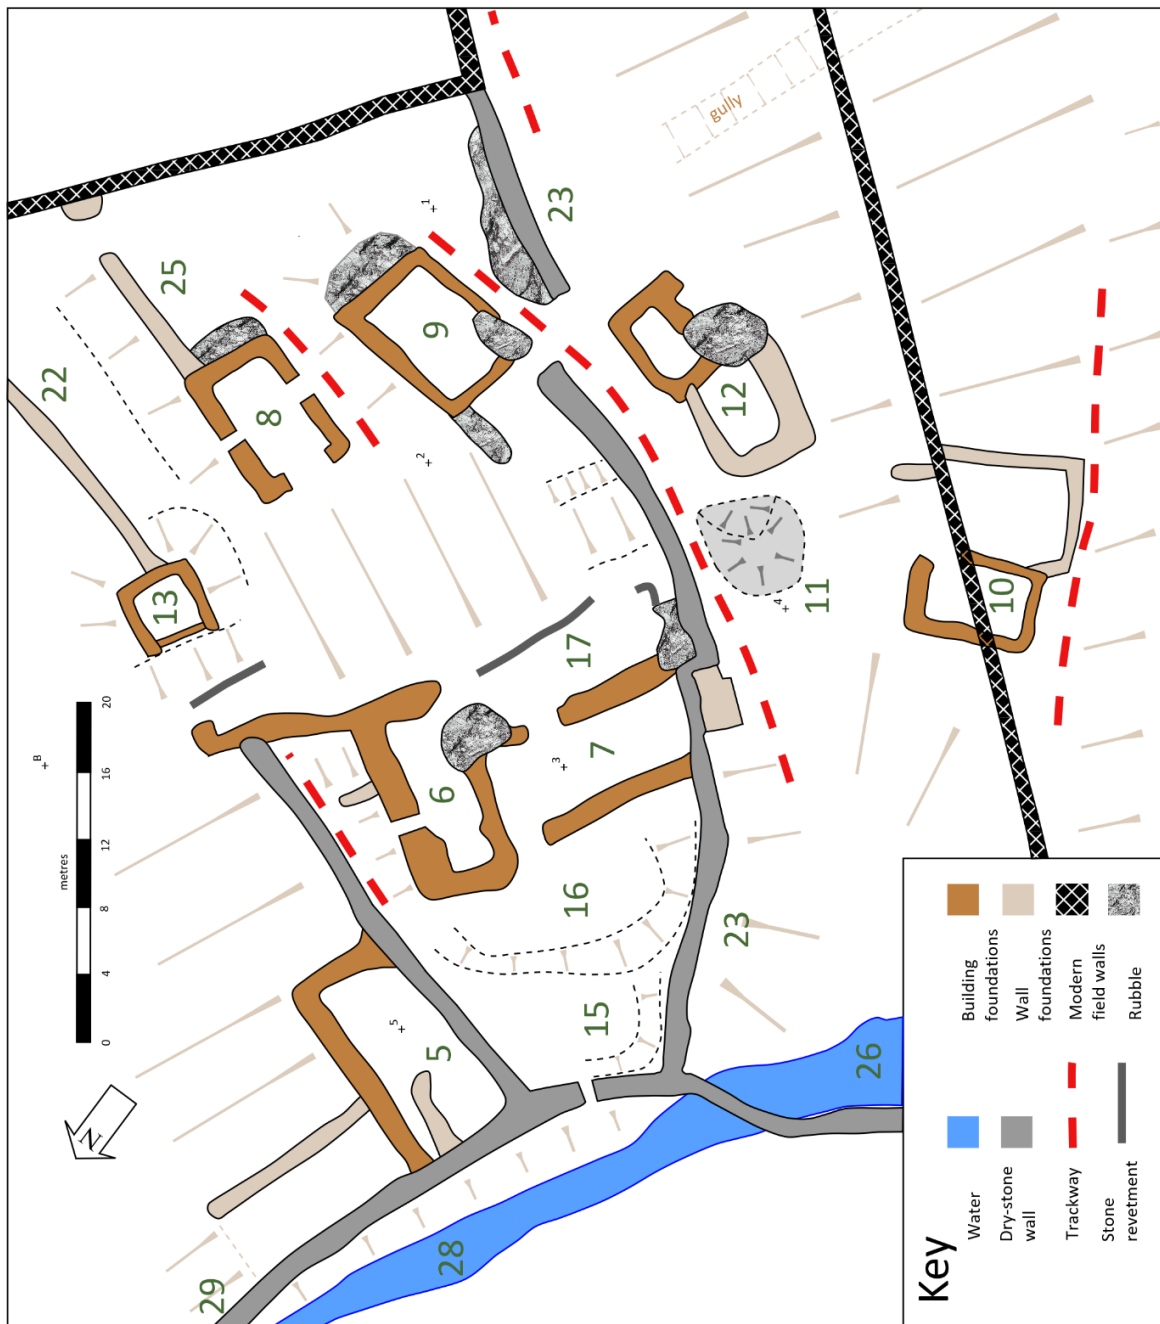 gully
1
23
25
22
9
8
12
2
13
10
11
4
17
20
B
16
7
3
6
metres
12
8
4
0
16
23
15
5
5
26
28
29
N
Key
Water
Dry-stone
wall
Trackway
Stone
revetment
Building
foundations
Wall
foundations
Modern
field walls
Rubble